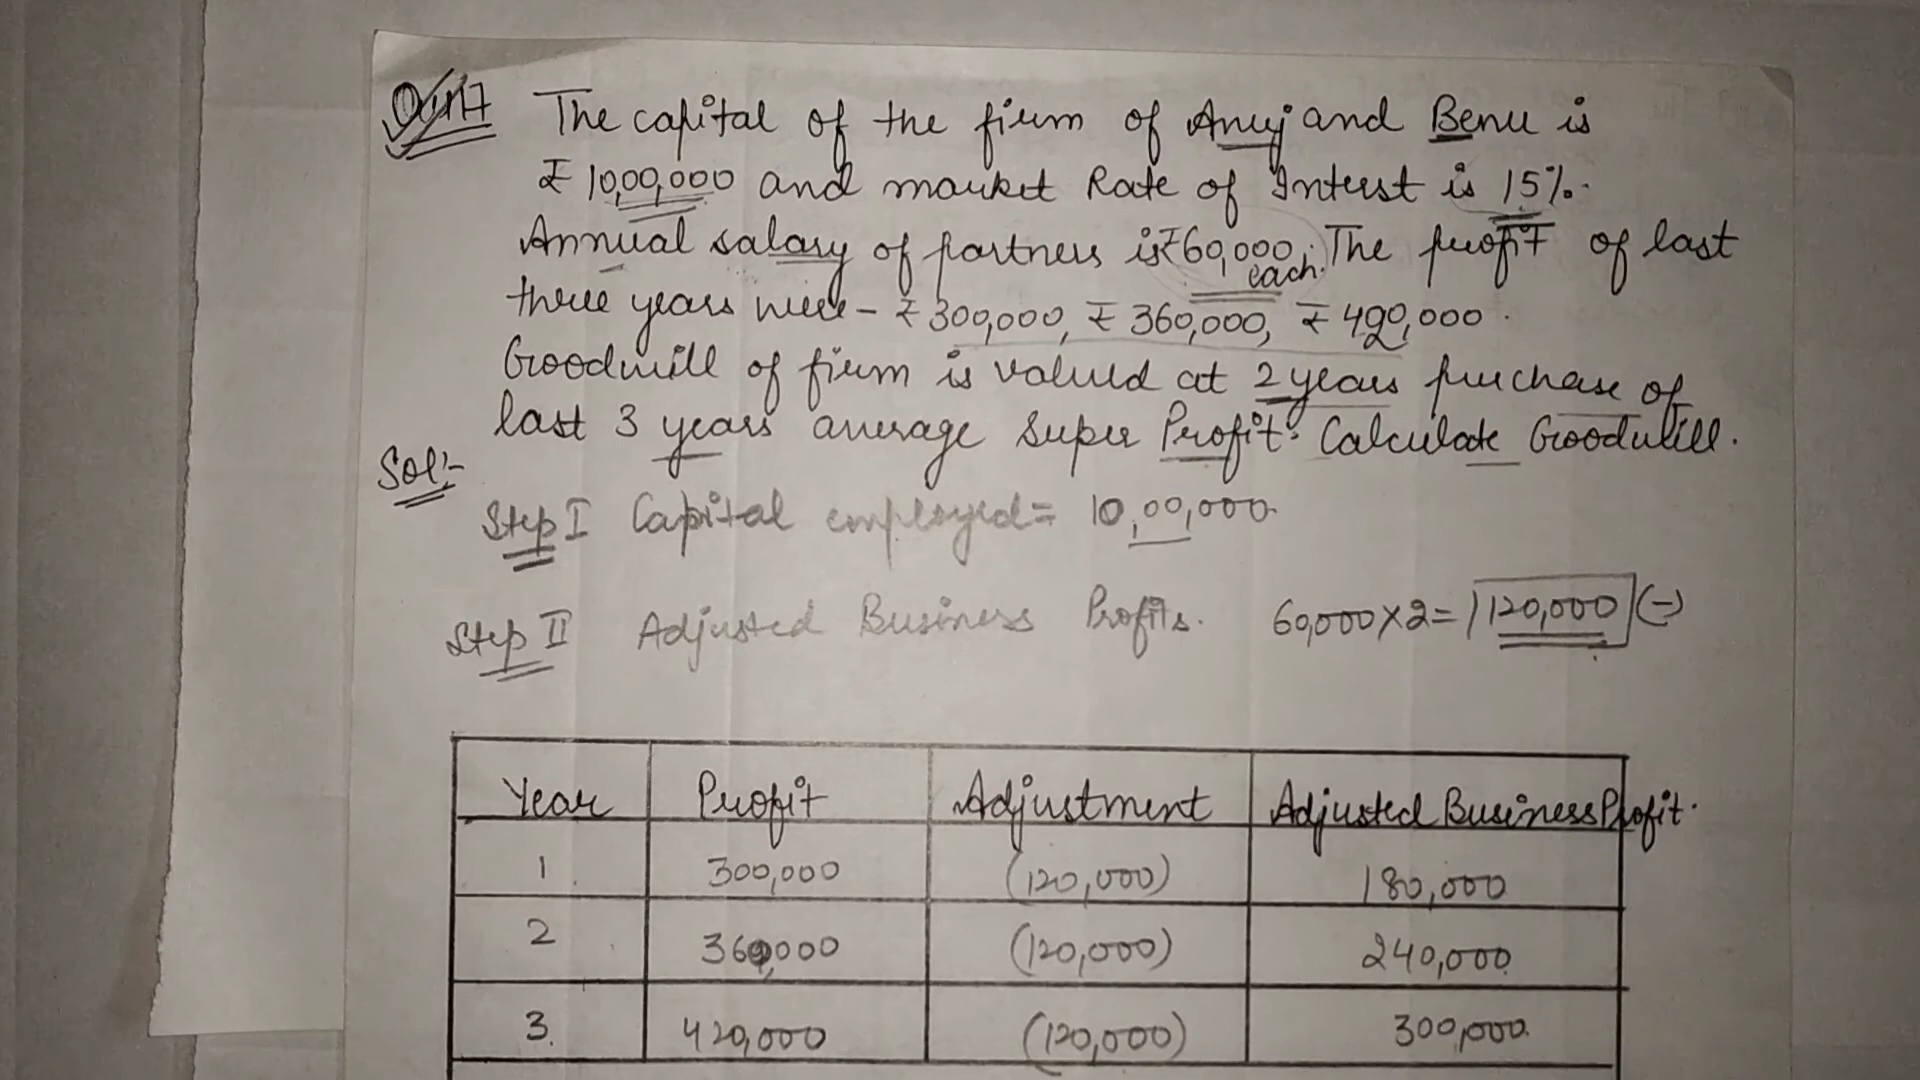 The capital of the firm of Anuj and Benu is
₹ 10,00,000 and market Rate of Interst is 15%.
Annual salary of partners is ₹60,000 each. The profit of last
three years were - ₹ 300,000, ₹ 360,000, ₹ 420,000.
Goodwill of firm is valued at 2 years purchase of
last 3 years average Super Profit. Calculate Goodwill.
Sol:-
Step I Capital employed = 10,00,000.
Step II Adjusted Business Profits. 60,000 x 2 = 120,000 (-)
Year Profit Adjustment Adjusted Business Profit.
1 300,000 (120,000) 180,000
2 360,000 (120,000) 240,000
3. 420,000 (120,000) 300,000.